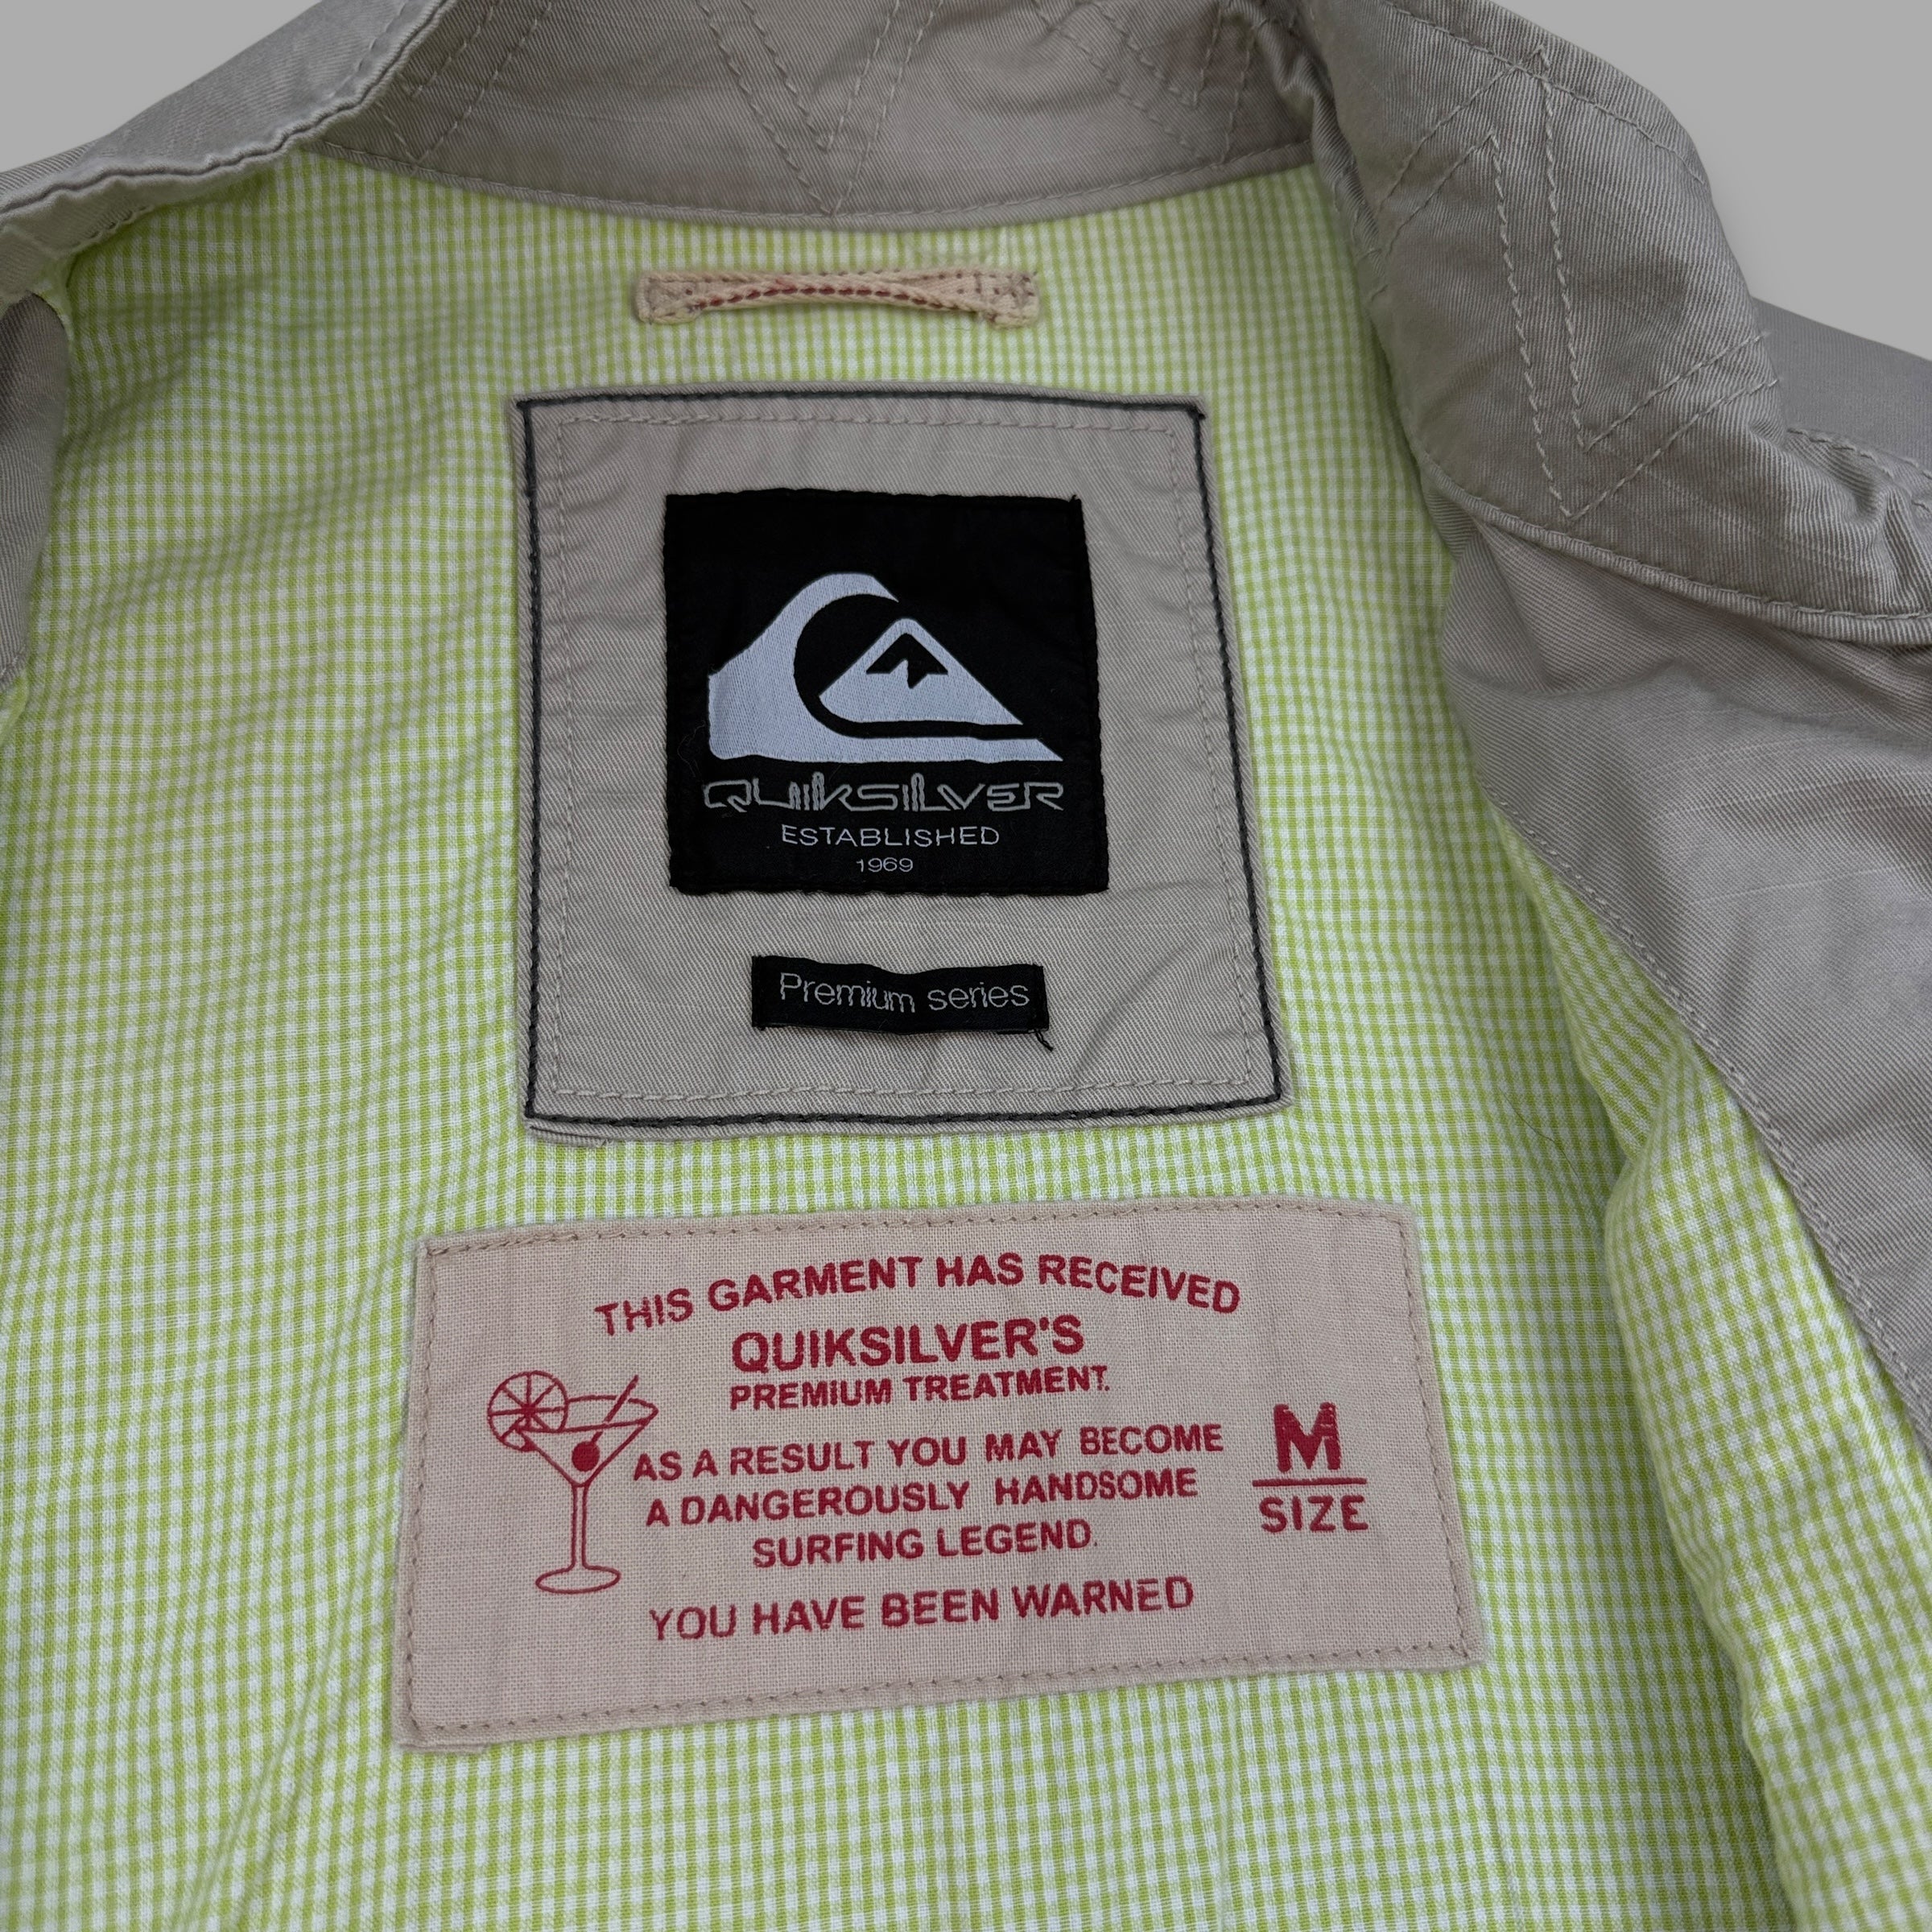 QUIKSILVER
ESTABLISHED
1969
Premium series
THIS GARMENT HAS RECEIVED
QUIKSILVER'S
PREMIUM TREATMENT.
AS A RESULT YOU MAY BECOME
A DANGEROUSLY HANDSOME
SURFING LEGEND.
YOU HAVE BEEN WARNED
M
SIZE